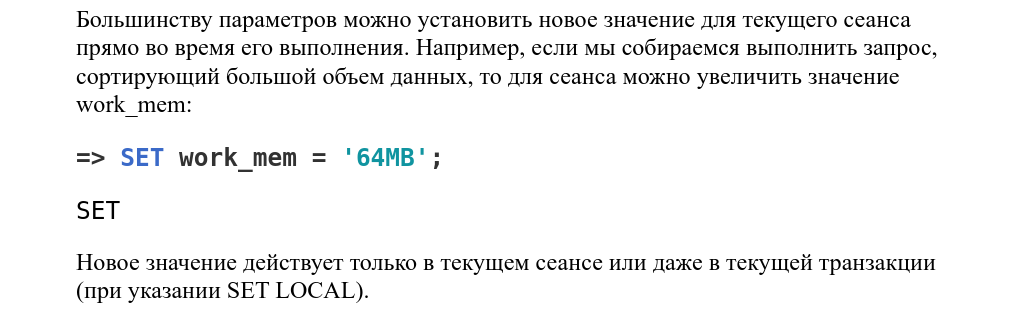 Большинству параметров можно установить новое значение для текущего сеанса
прямо во время его выполнения. Например, если мы собираемся выполнить запрос,
сортирующий большой объем данных, то для сеанса можно увеличить значение
work_mem:
=> SET work_mem = '64MB';
SET
Новое значение действует только в текущем сеансе или даже в текущей транзакции
(при указании SET LOCAL).